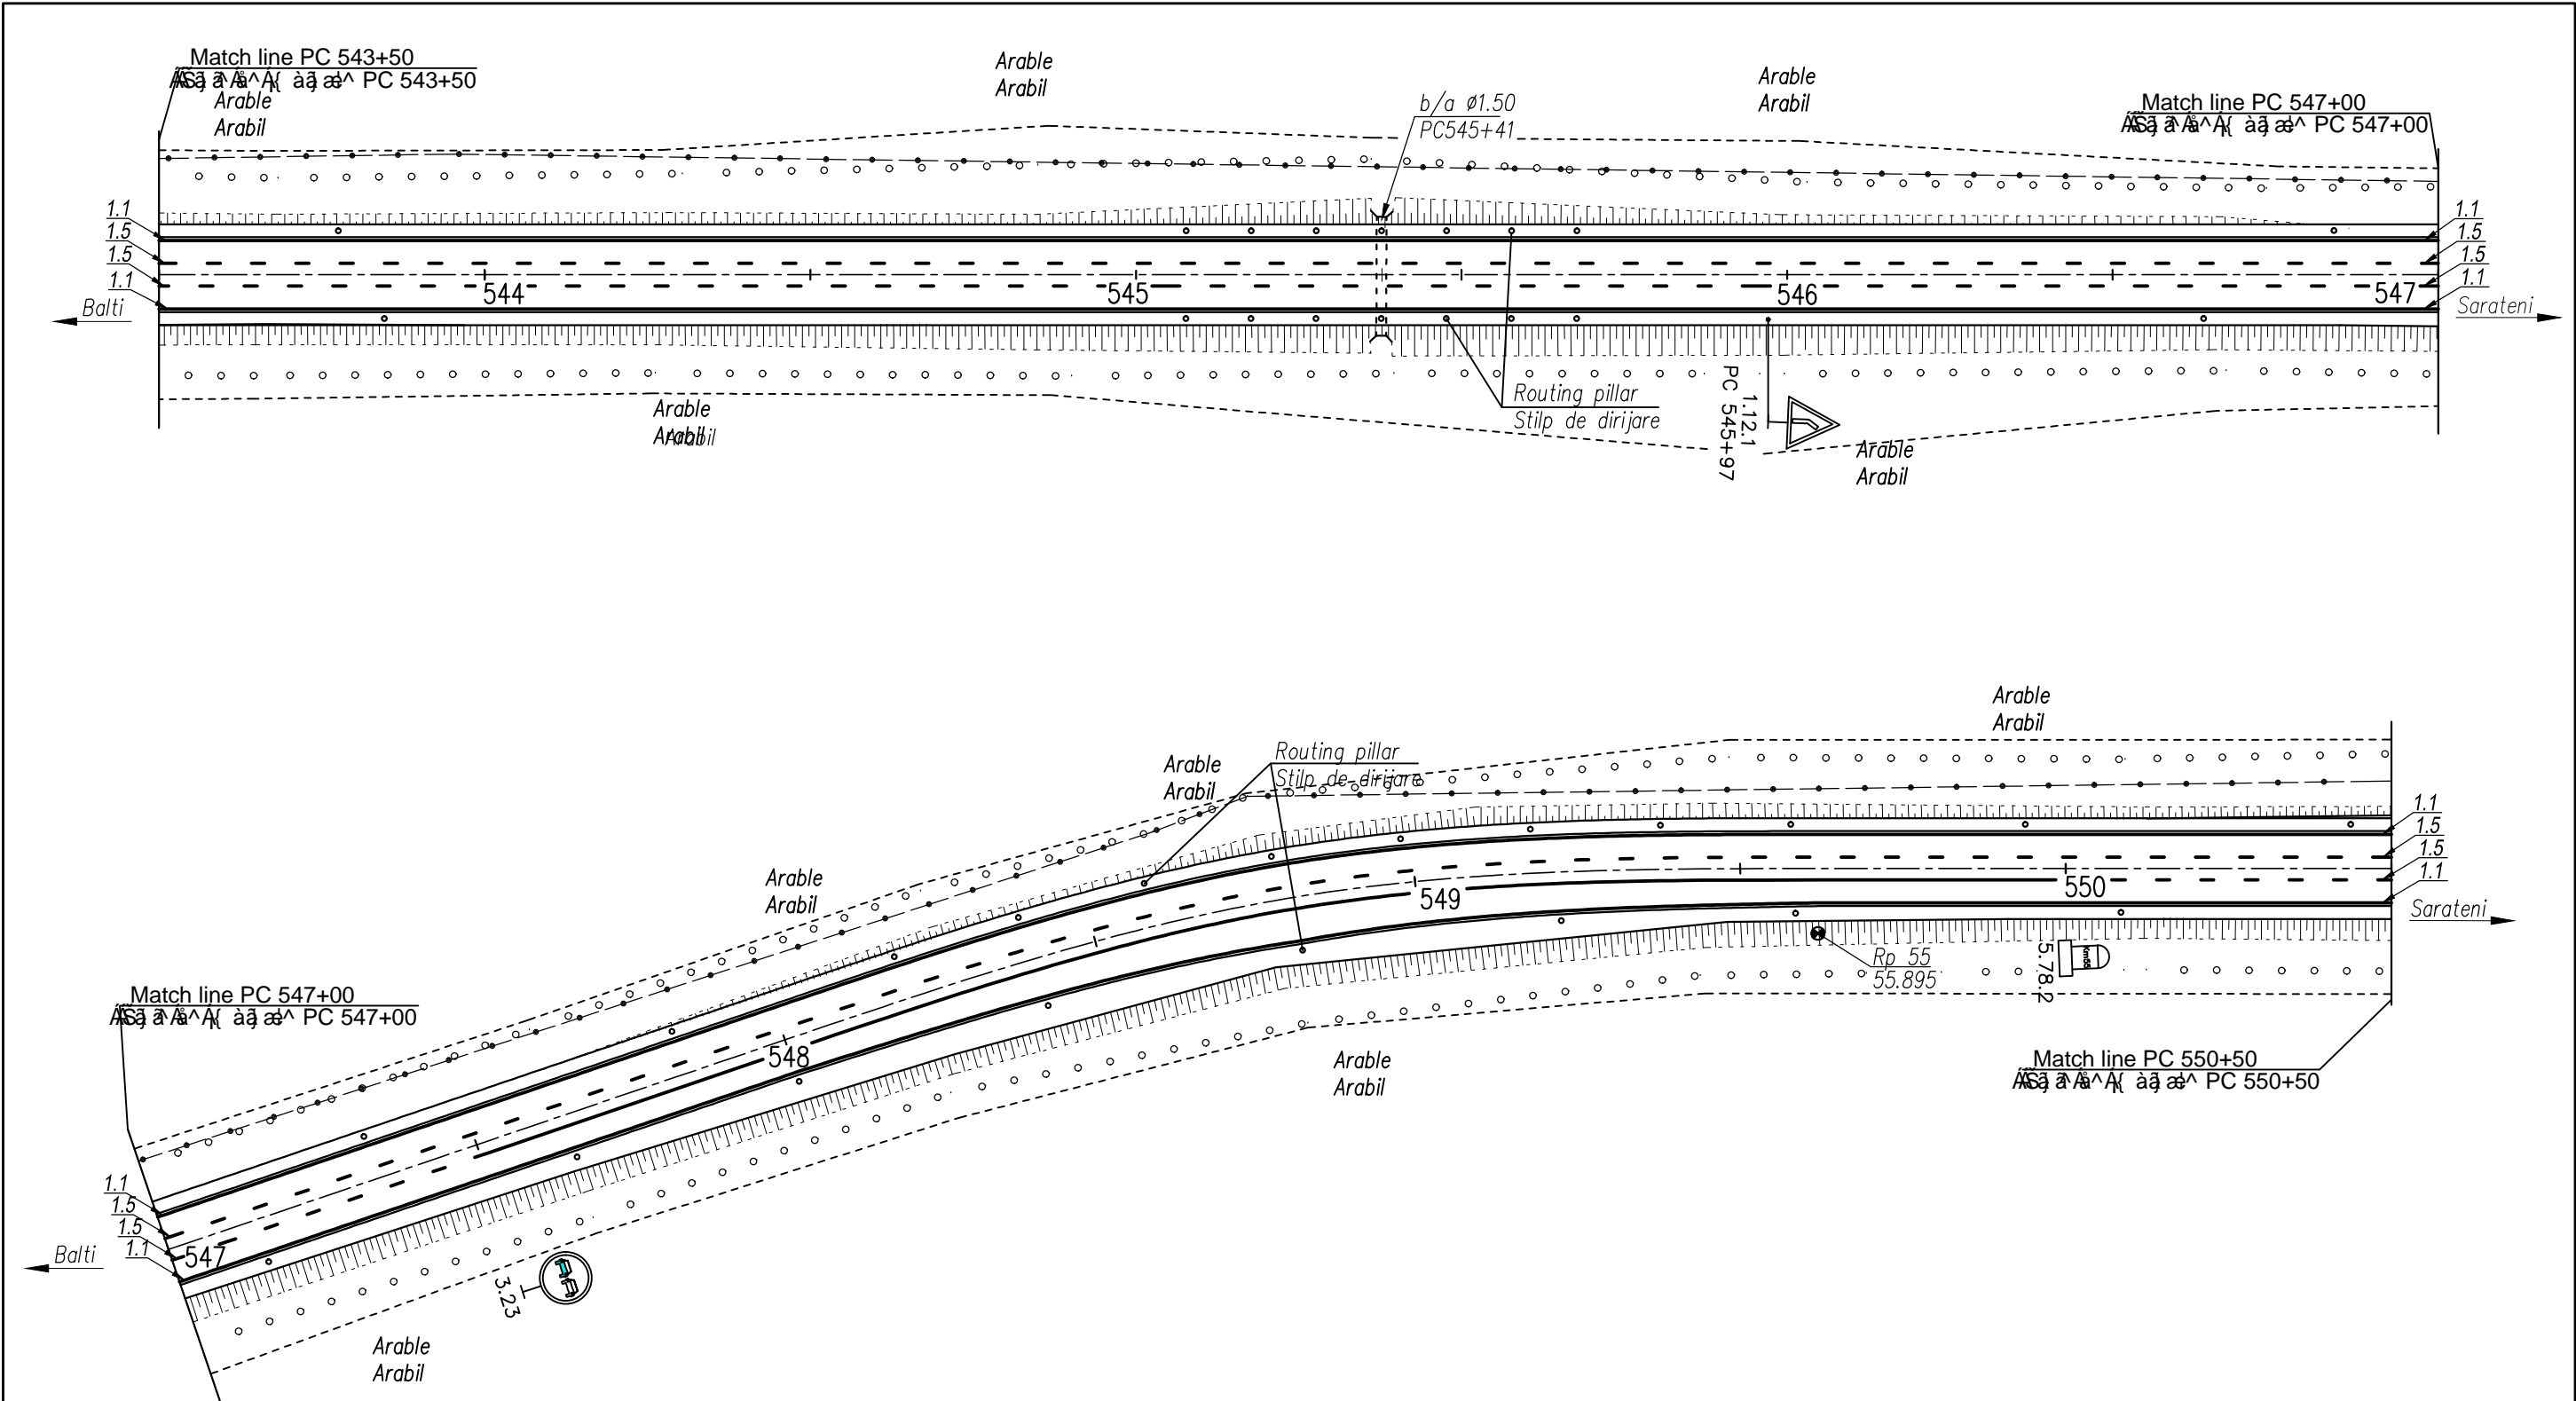 Match line PC 543+50
PC 543+50
Arable
Arabil
Arable
Arabil
b/a ø1.50
PC545+41
Arable
Arabil
Match line PC 547+00
PC 547+00
1.1
1.5
1.5
1.1
Balti
544
545
546
547
1.1
1.5
1.5
1.1
Sarateni
Arable
Arabil
Arabil
Routing pillar
Stilp de dirijare
1.12.1
PC 545+97
Arable
Arabil
Arable
Arabil
Routing pillar
Stilp de dirijare
Arable
Arabil
Arable
Arabil
1.1
1.5
1.5
1.1
Sarateni
549
550
Rp 55
55.895
5.78.2
Km55
Match line PC 547+00
PC 547+00
548
Arable
Arabil
Match line PC 550+50
PC 550+50
1.1
1.5
1.5
1.1
Balti
547
3.23
Arable
Arabil